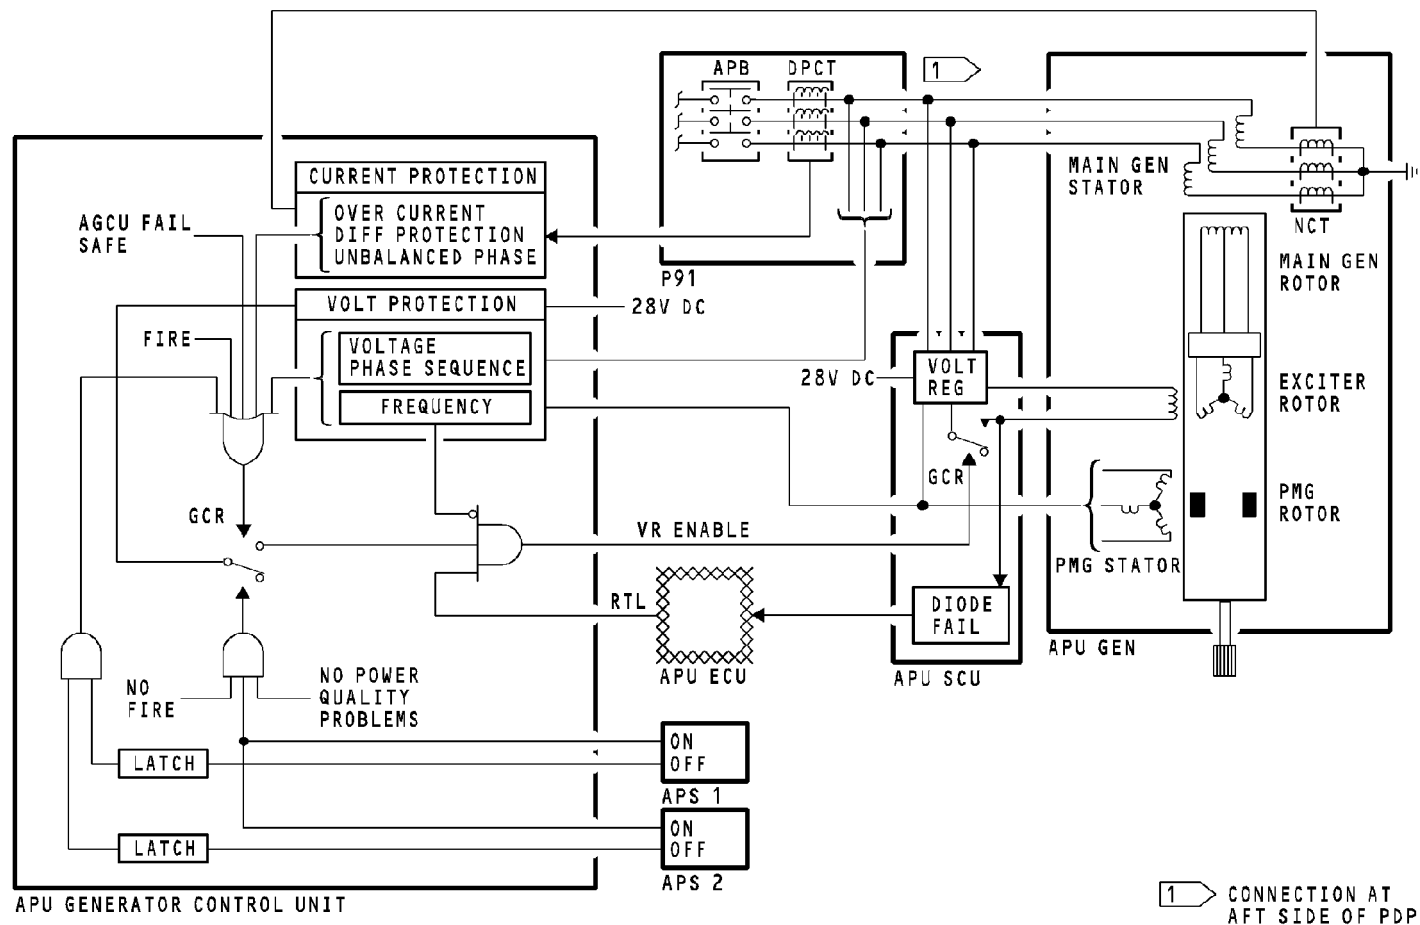 APB DPCT
1
CURRENT PROTECTION
OVER CURRENT
DIFF PROTECTION
UNBALANCED PHASE
AGCU FAIL
SAFE
MAIN GEN
STATOR
NCT
P91
MAIN GEN
ROTOR
VOLT PROTECTION
28V DC
FIRE
VOLTAGE
PHASE SEQUENCE
FREQUENCY
28V DC
VOLT
REG
EXCITER
ROTOR
GCR
GCR
PMG
ROTOR
VR ENABLE
PMG STATOR
RTL
DIODE
FAIL
APU ECU
APU SCU
APU GEN
NO
FIRE
NO POWER
QUALITY
PROBLEMS
LATCH
ON
OFF
APS 1
LATCH
ON
OFF
APS 2
APU GENERATOR CONTROL UNIT
1 CONNECTION AT
AFT SIDE OF PDP